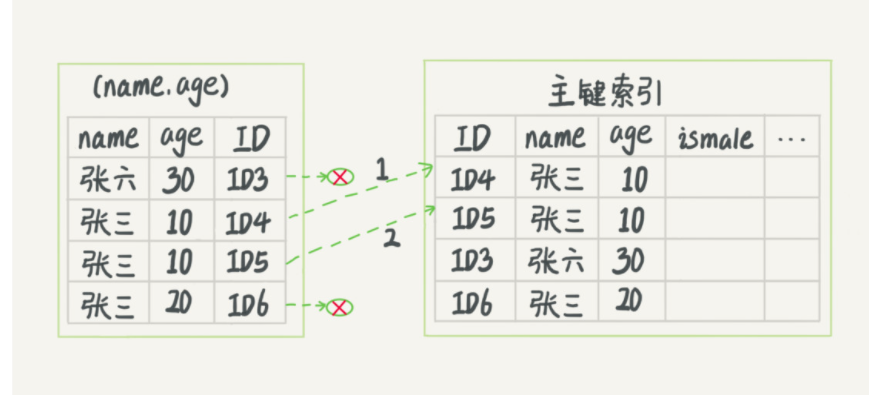 (name.age)
name age ID
张六 30 ID3
张三 10 ID4
张三 10 ID5
张三 20 ID6
1
2
主键索引
ID name age ismale ...
ID4 张三 10
ID5 张三 10
ID3 张六 30
ID6 张三 20